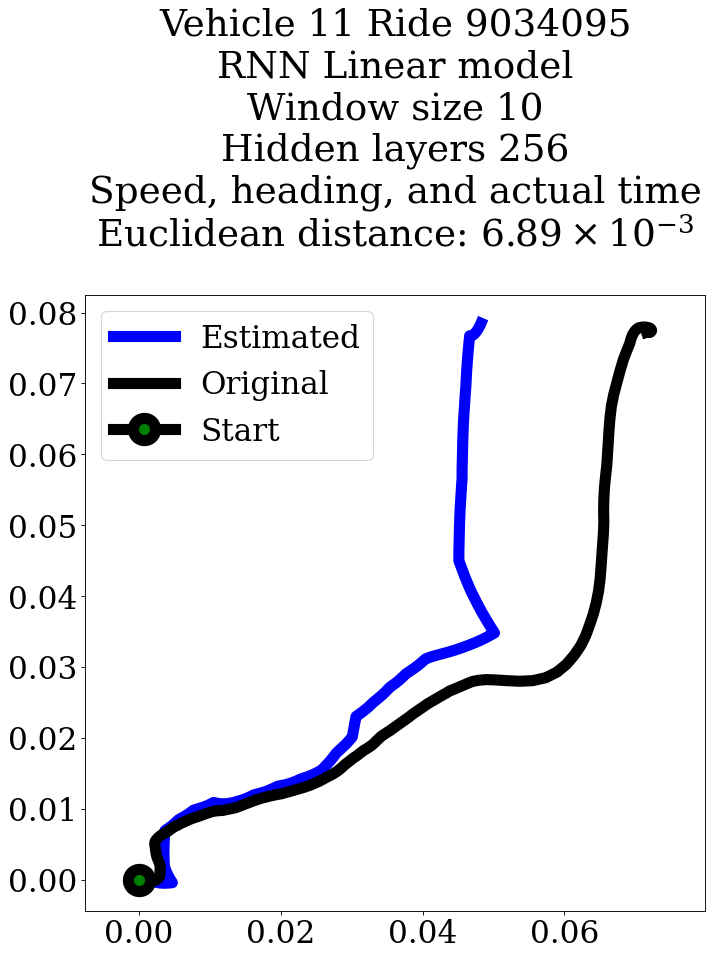 Vehicle 11 Ride 9034095
RNN Linear model
Window size 10
Hidden layers 256
Speed, heading, and actual time
Euclidean distance: 6.89 × 10⁻³
Estimated
Original
Start
0.08
0.07
0.06
0.05
0.04
0.03
0.02
0.01
0.00
0.00 0.02 0.04 0.06